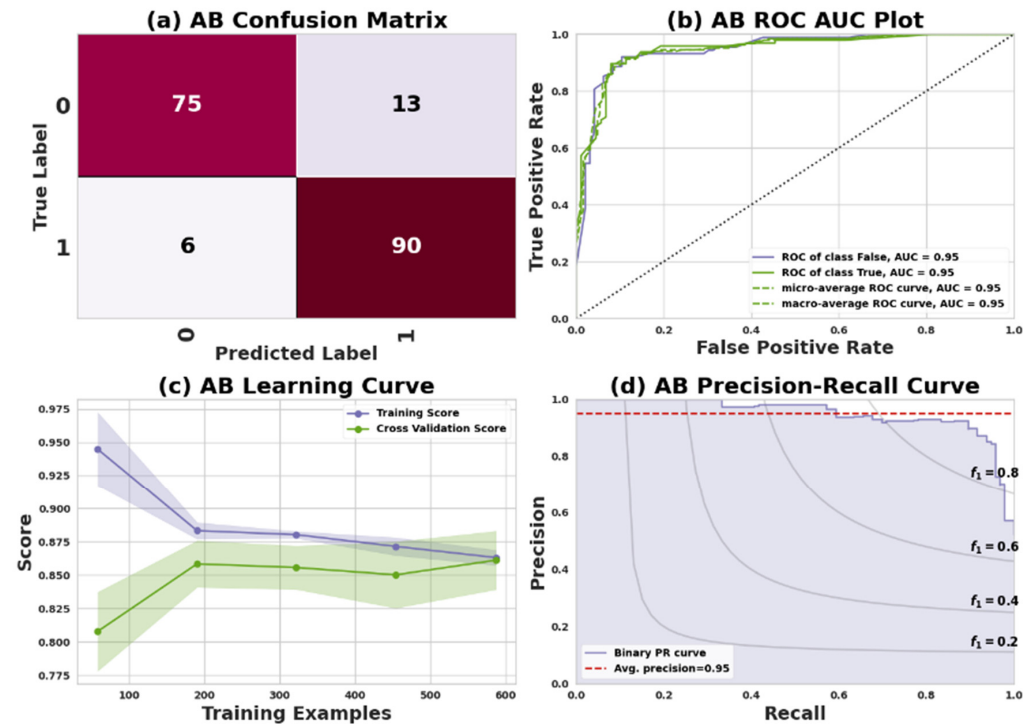 (a) AB Confusion Matrix
True Label
0
75
13
1
6
90
0
1
Predicted Label
(b) AB ROC AUC Plot
True Positive Rate
1.0
0.8
0.6
0.4
0.2
0.0
ROC of class False, AUC = 0.95
ROC of class True, AUC = 0.95
micro-average ROC curve, AUC = 0.95
macro-average ROC curve, AUC = 0.95
0.0 0.2 0.4 0.6 0.8 1.0
False Positive Rate
(c) AB Learning Curve
Score
0.975
0.950
0.925
0.900
0.875
0.850
0.825
0.800
0.775
Training Score
Cross Validation Score
100 200 300 400 500 600
Training Examples
(d) AB Precision-Recall Curve
Precision
1.0
0.8
0.6
0.4
0.2
0.0
f₁=0.8
f₁=0.6
f₁=0.4
f₁=0.2
Binary PR curve
Avg. precision=0.95
0.0 0.2 0.4 0.6 0.8 1.0
Recall